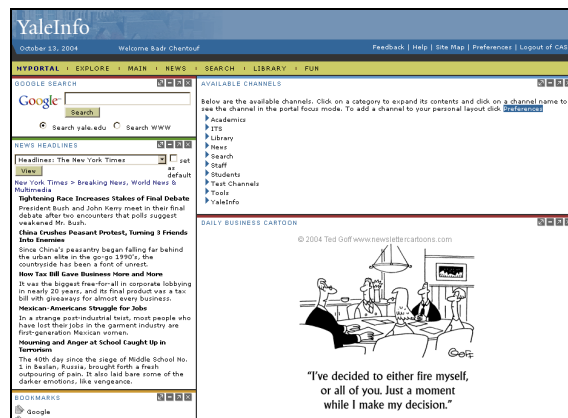 YaleInfo
October 13, 2004 Welcome Badr Chentouf Feedback | Help | Site Map | Preferences | Logout of CAS
MYPORTAL EXPLORE MAIN NEWS SEARCH LIBRARY FUN
GOOGLE SEARCH
Google
Search
Search yale.edu Search WWW
NEWS HEADLINES
Headlines: The New York Times set
as
default
View
New York Times > Breaking News, World News &
Multimedia
Tightening Race Increases Stakes of Final Debate
President Bush and John Kerry meet in their final
debate after two encounters that polls suggest
weakened Mr. Bush.
China Crushes Peasant Protest, Turning 3 Friends
Into Enemies
Since China's peasantry began falling far behind
the urban elite in the go-go 1990's, the
countryside has been a font of unrest.
How Tax Bill Gave Business More and More
It was the biggest free-for-all in corporate lobbying
in nearly 20 years, and its final product was a tax
bill with giveaways for almost every business.
Mexican-Americans Struggle for Jobs
In a strange post-industrial twist, most people who
have lost their jobs in the garment industry are
first-generation Mexican women.
Mourning and Anger at School Caught Up in
Terrorism
The 40th day since the siege of Middle School No.
1 in Beslan, Russia, brought forth a fresh
outpouring of pain. It also laid bare some of the
darker emotions, like vengeance.
BOOKMARKS
Google
AVAILABLE CHANNELS
Below are the available channels. Click on a category to expand its contents and click on a channel name to
see the channel in the portal focus mode. To add a channel to your personal layout click Preferences
Academics
ITS
Library
News
Search
Staff
Students
Test Channels
Tools
YaleInfo
DAILY BUSINESS CARTOON
© 2004 Ted Goff www.newslettercartoons.com
GOFF
"I've decided to either fire myself,
or all of you. Just a moment
while I make my decision."